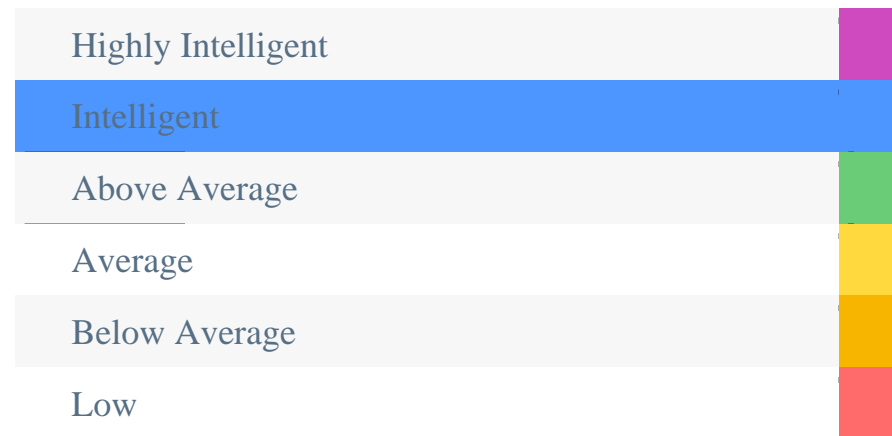 Highly Intelligent
Intelligent
Above Average
Average
Below Average
Low